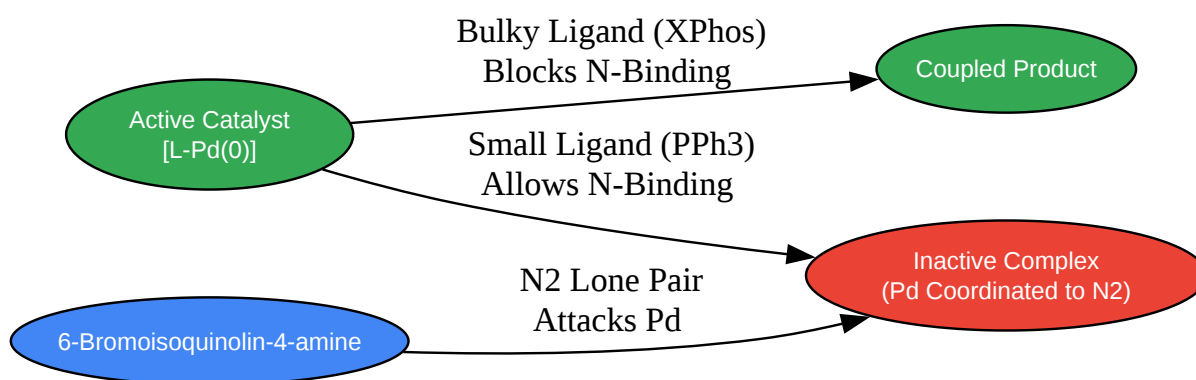 Bulky Ligand (XPhos)
Blocks N-Binding
Coupled Product
Active Catalyst
[L-Pd(0)]
Small Ligand (PPh3)
Allows N-Binding
Inactive Complex
(Pd Coordinated to N2)
N2 Lone Pair
Attacks Pd
6-Bromoisoquinolin-4-amine